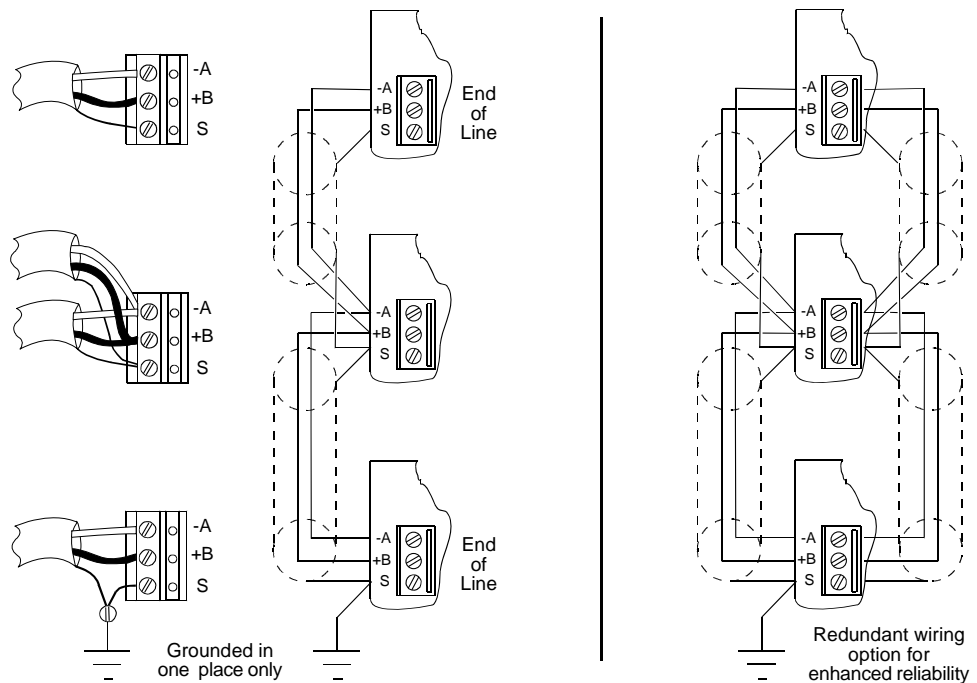 -A
+B
S
-A
+B
S
End
of
Line
-A
+B
S
-A
+B
S
-A
+B
S
-A
+B
S
-A
+B
S
-A
+B
S
End
of
Line
-A
+B
S
Grounded in
one place only
Redundant wiring
option for
enhanced reliability